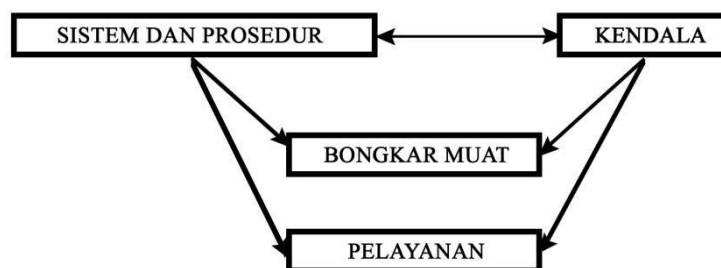 SISTEM DAN PROSEDUR
KENDALA
BONGKAR MUAT
PELAYANAN